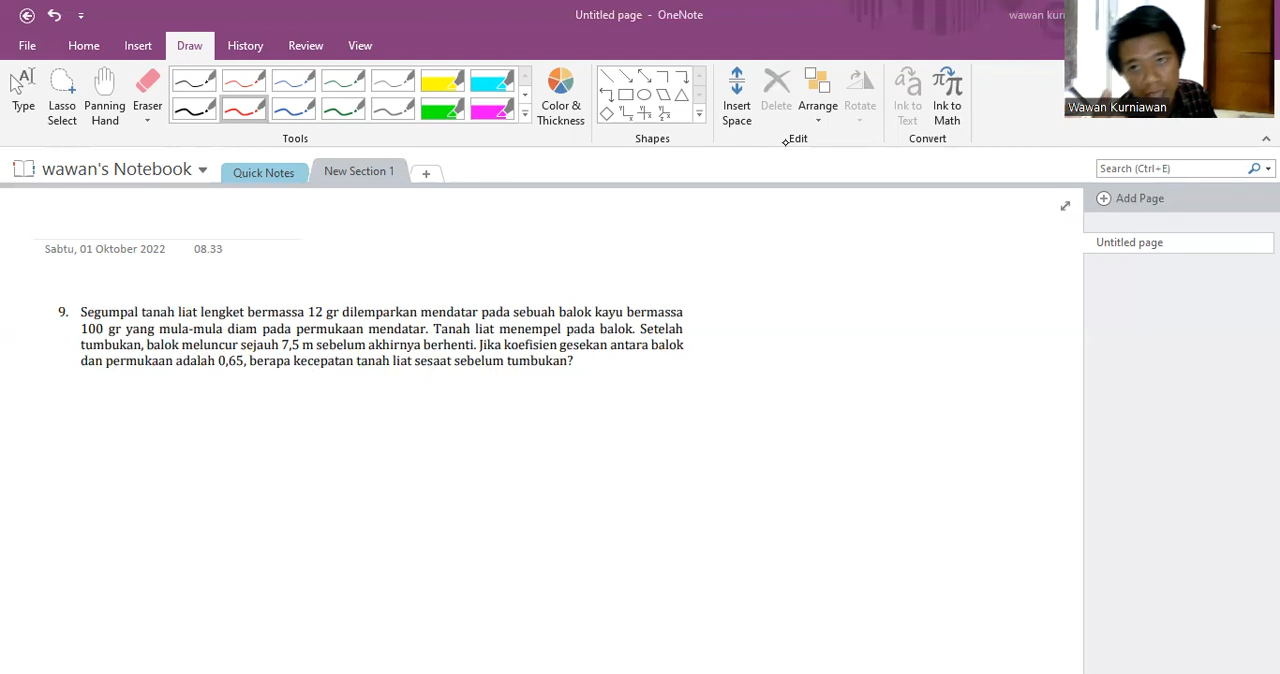 Untitled page - OneNote
wawan kurn
File
Home
Insert
Draw
History
Review
View
Wawan Kurniawan
Type
Lasso Select
Panning Hand
Eraser
Color & Thickness
Insert Space
Delete
Arrange
Rotate
Ink to Text
Ink to Math
Tools
Shapes
Edit
Convert
wawan's Notebook
Quick Notes
New Section 1
Search (Ctrl+E)
Add Page
Untitled page
Sabtu, 01 Oktober 2022 08.33
9. Segumpal tanah liat lengket bermassa 12 gr dilemparkan mendatar pada sebuah balok kayu bermassa
100 gr yang mula-mula diam pada permukaan mendatar. Tanah liat menempel pada balok. Setelah
tumbukan, balok meluncur sejauh 7,5 m sebelum akhirnya berhenti. Jika koefisien gesekan antara balok
dan permukaan adalah 0,65, berapa kecepatan tanah liat sesaat sebelum tumbukan?